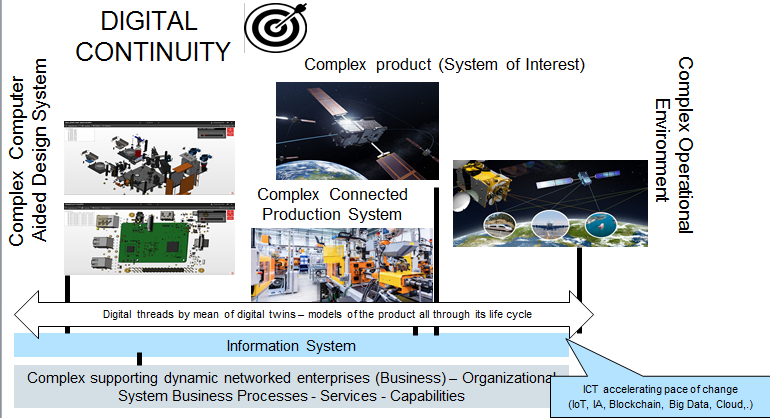 DIGITAL
CONTINUITY
Complex Computer
Aided Design System
Complex product (System of Interest)
Complex Operational
Environment
Complex Connected
Production System
Digital threads by mean of digital twins – models of the product all through its life cycle
Information System
Complex supporting dynamic networked enterprises (Business) – Organizational
System Business Processes - Services - Capabilities
ICT accelerating pace of change
(IoT, IA, Blockchain, Big Data, Cloud,.)